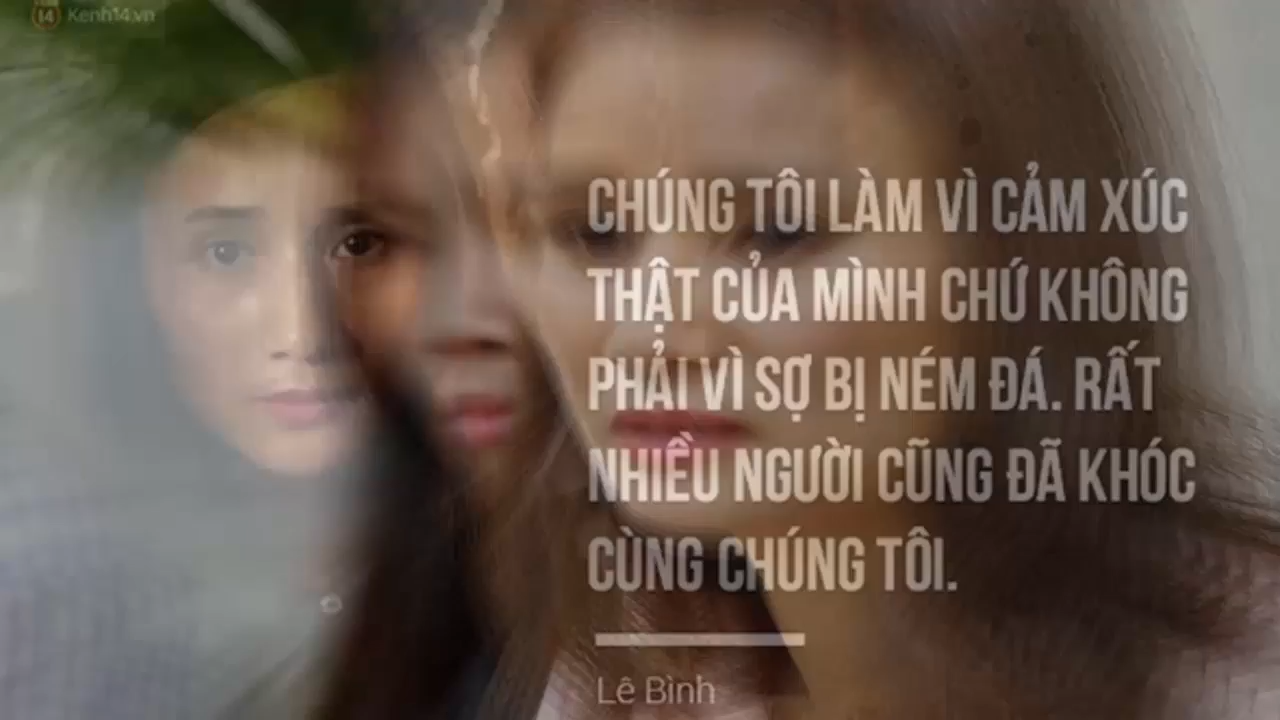 14 Kenh14.vn
CHÚNG TÔI LÀM VÌ CẢM XÚC
THẬT CỦA MÌNH CHỨ KHÔNG
PHẢI VÌ SỢ BỊ NÉM ĐÁ. RẤT
NHIỀU NGƯỜI CŨNG ĐÃ KHÓC
CÙNG CHÚNG TÔI.
Lê Bình